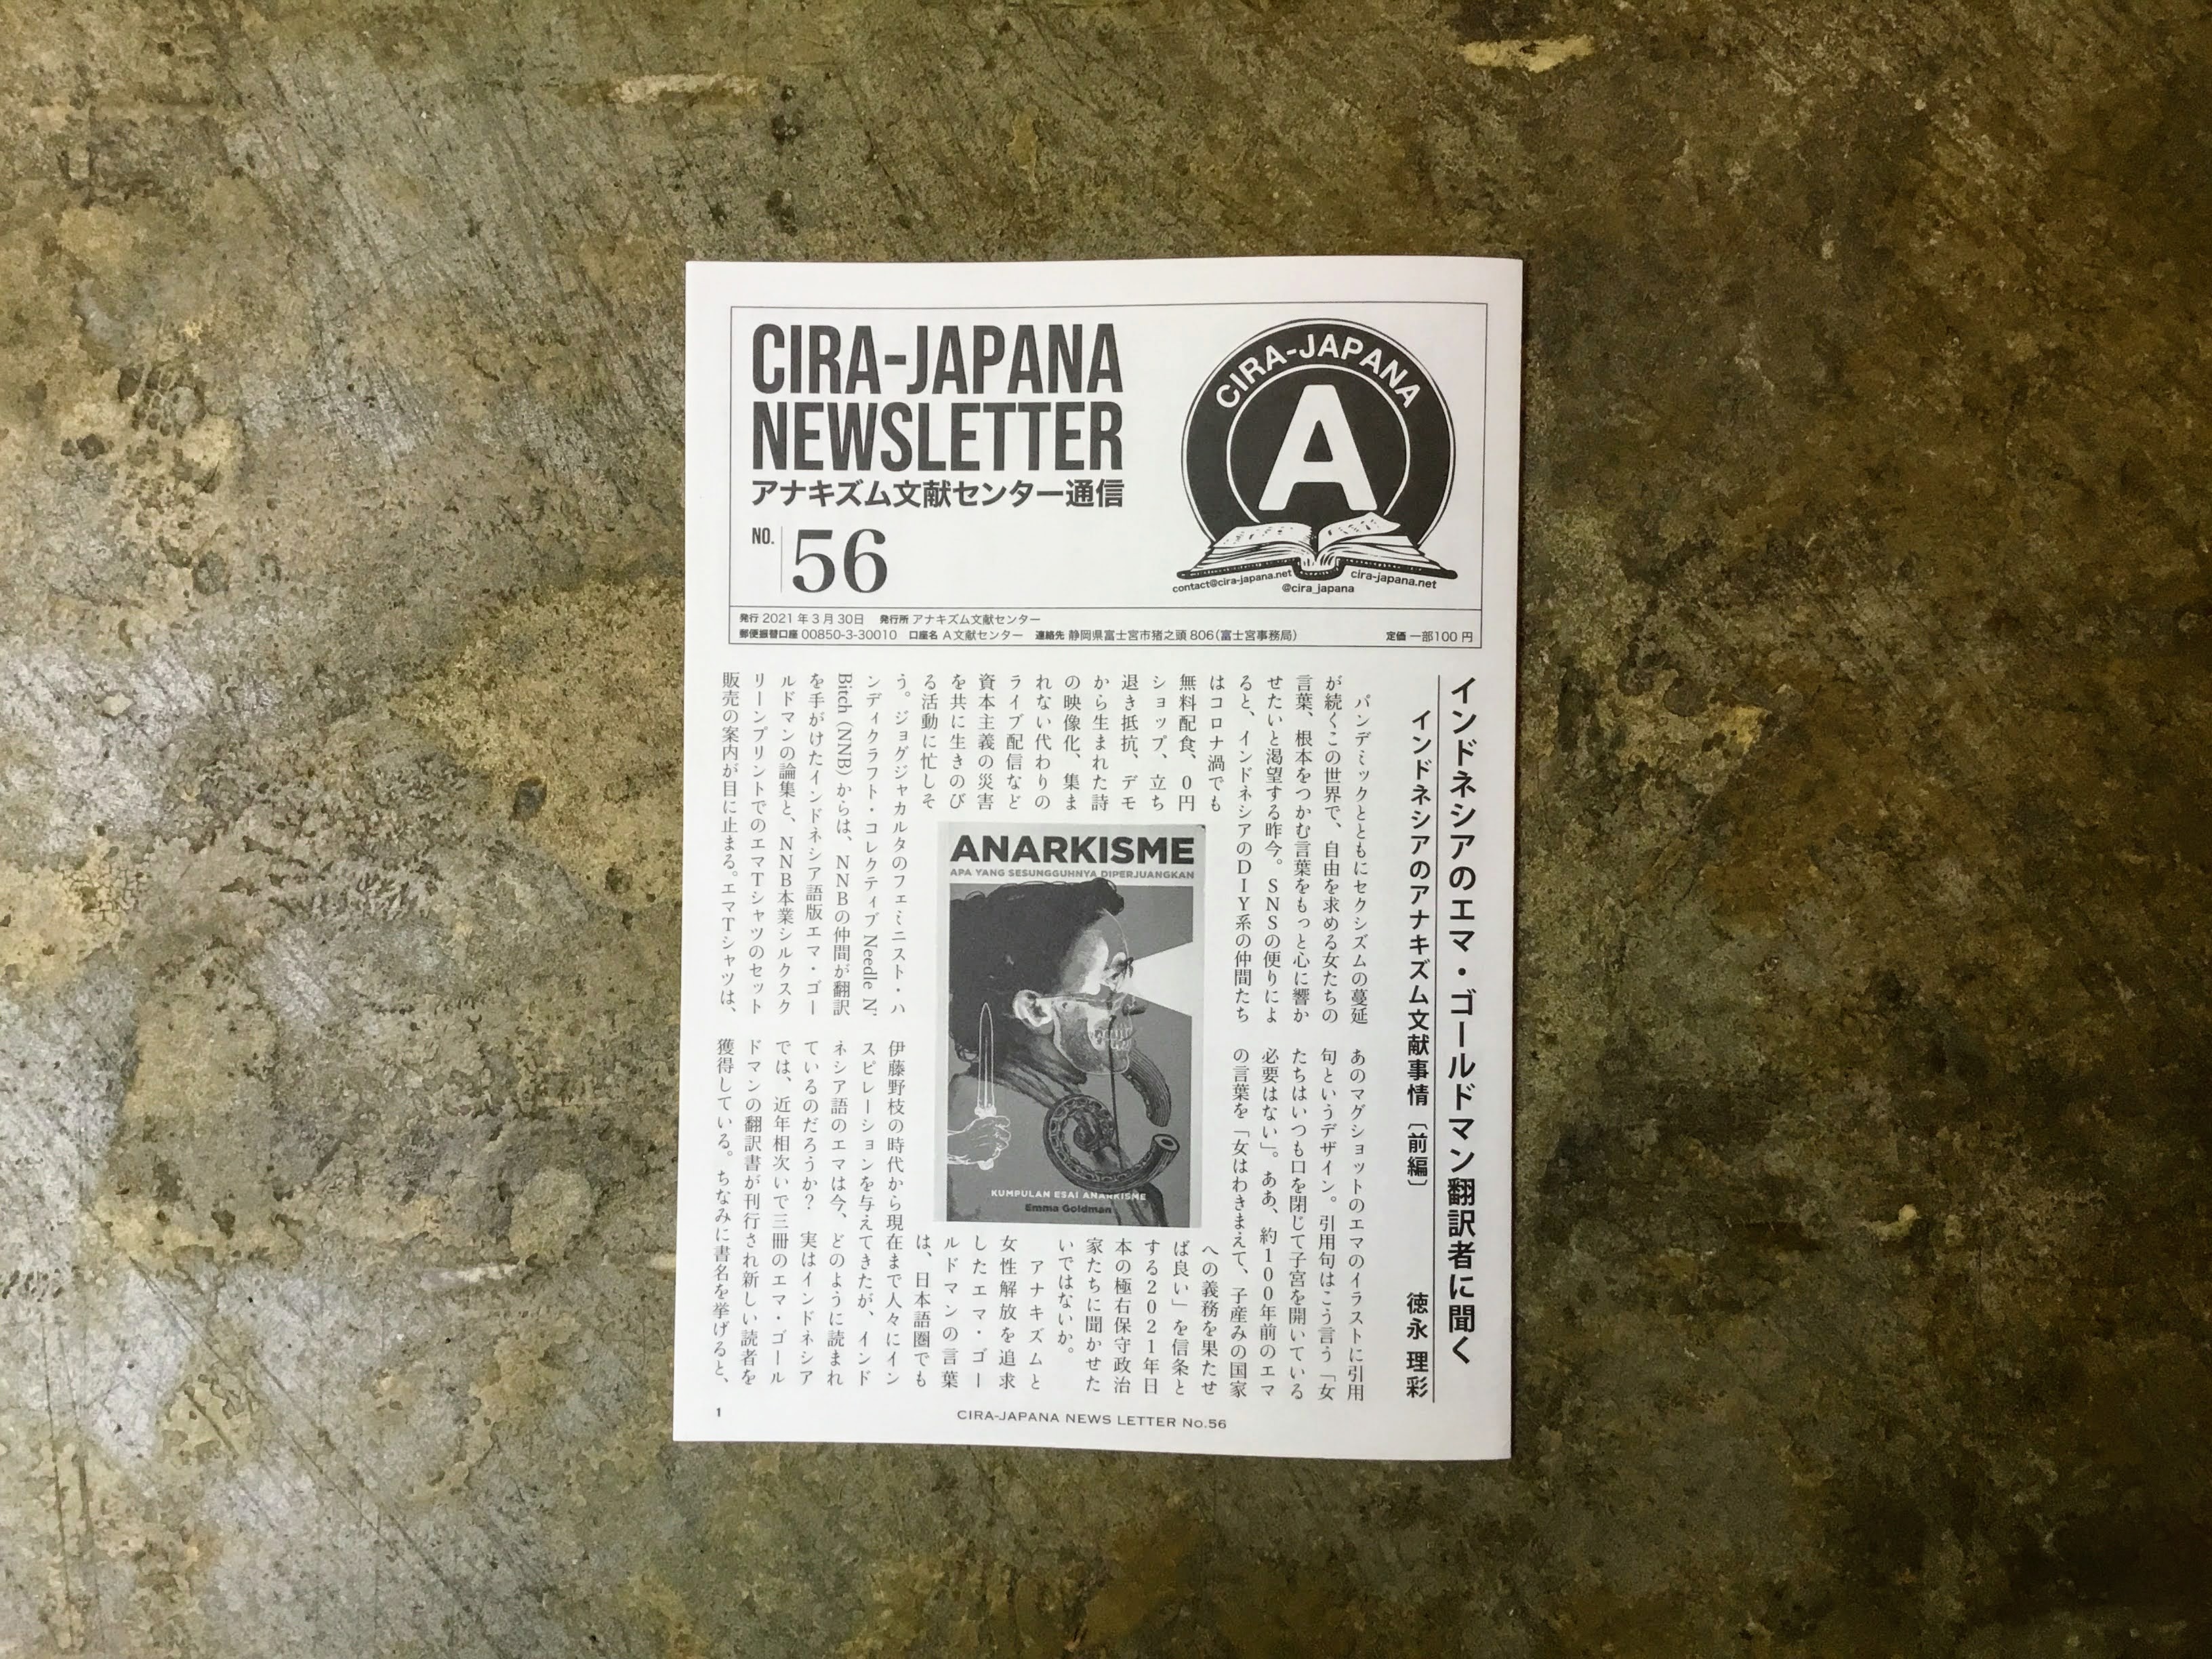 CIRA-JAPANA
NEWSLETTER
アナキズム文献センター通信
NO. 56
CIRA-JAPANA
A
contact@cira-japana.net
@cira_japana
cira-japana.net
発行 2021年3月30日 発行所 アナキズム文献センター
郵便振替口座 00850-3-30010 口座名 A文献センター 連絡先 静岡県富士宮市猪之頭806(富士宮事務局) 定価 一部100円
インドネシアのエマ・ゴールドマン翻訳者に聞く
インドネシアのアナキズム文献事情〔前編〕 徳永 理彩
パンデミックとともにセクシズムの蔓延
が続くこの世界で、自由を求める女たちの
言葉、根本をつかむ言葉をもっと心に響か
せたいと渇望する昨今。SNSの便りによ
ると、インドネシアのDIY系の仲間たち
はコロナ渦でも
無料配食、0円
ショップ、立ち
退き抵抗、デモ
から生まれた詩
の映像化、集ま
れない代わりの
ライブ配信など
資本主義の災害
を共に生きのび
る活動に忙しそ
う。ジョグジャカルタのフェミニスト・ハ
ンディクラフト・コレクティブ Needle N'
Bitch (NNB) からは、NNBの仲間が翻訳
を手がけたインドネシア語版エマ・ゴー
ルドマンの論集と、NNB本業シルクスク
リーンプリントでのエマTシャツのセット
販売の案内が目に止まる。エマTシャツは、
ANARKISME
APA YANG SESUNGGUHNYA DIPERJUANGKAN
KUMPULAN ESAI ANARKISME
Emma Goldman
あのマグショットのエマのイラストに引用
句というデザイン。引用句はこう言う「女
たちはいつも口を閉じて子宮を開いている
必要はない」。ああ、約100年前のエマ
の言葉を「女はわきまえて、子産みの国家
への義務を果たせ
ば良い」を信条と
する2021年日
本の極右保守政治
家たちに聞かせた
いではないか。
アナキズムと
女性解放を追求
したエマ・ゴー
ルドマンの言葉
は、日本語圏でも
伊藤野枝の時代から現在まで人々にイン
スピレーションを与えてきたが、インド
ネシア語のエマは今、どのように読まれ
ているのだろうか？ 実はインドネシア
では、近年相次いで三冊のエマ・ゴール
ドマンの翻訳書が刊行され新しい読者を
獲得している。ちなみに書名を挙げると、
1
CIRA-JAPANA NEWS LETTER No.56